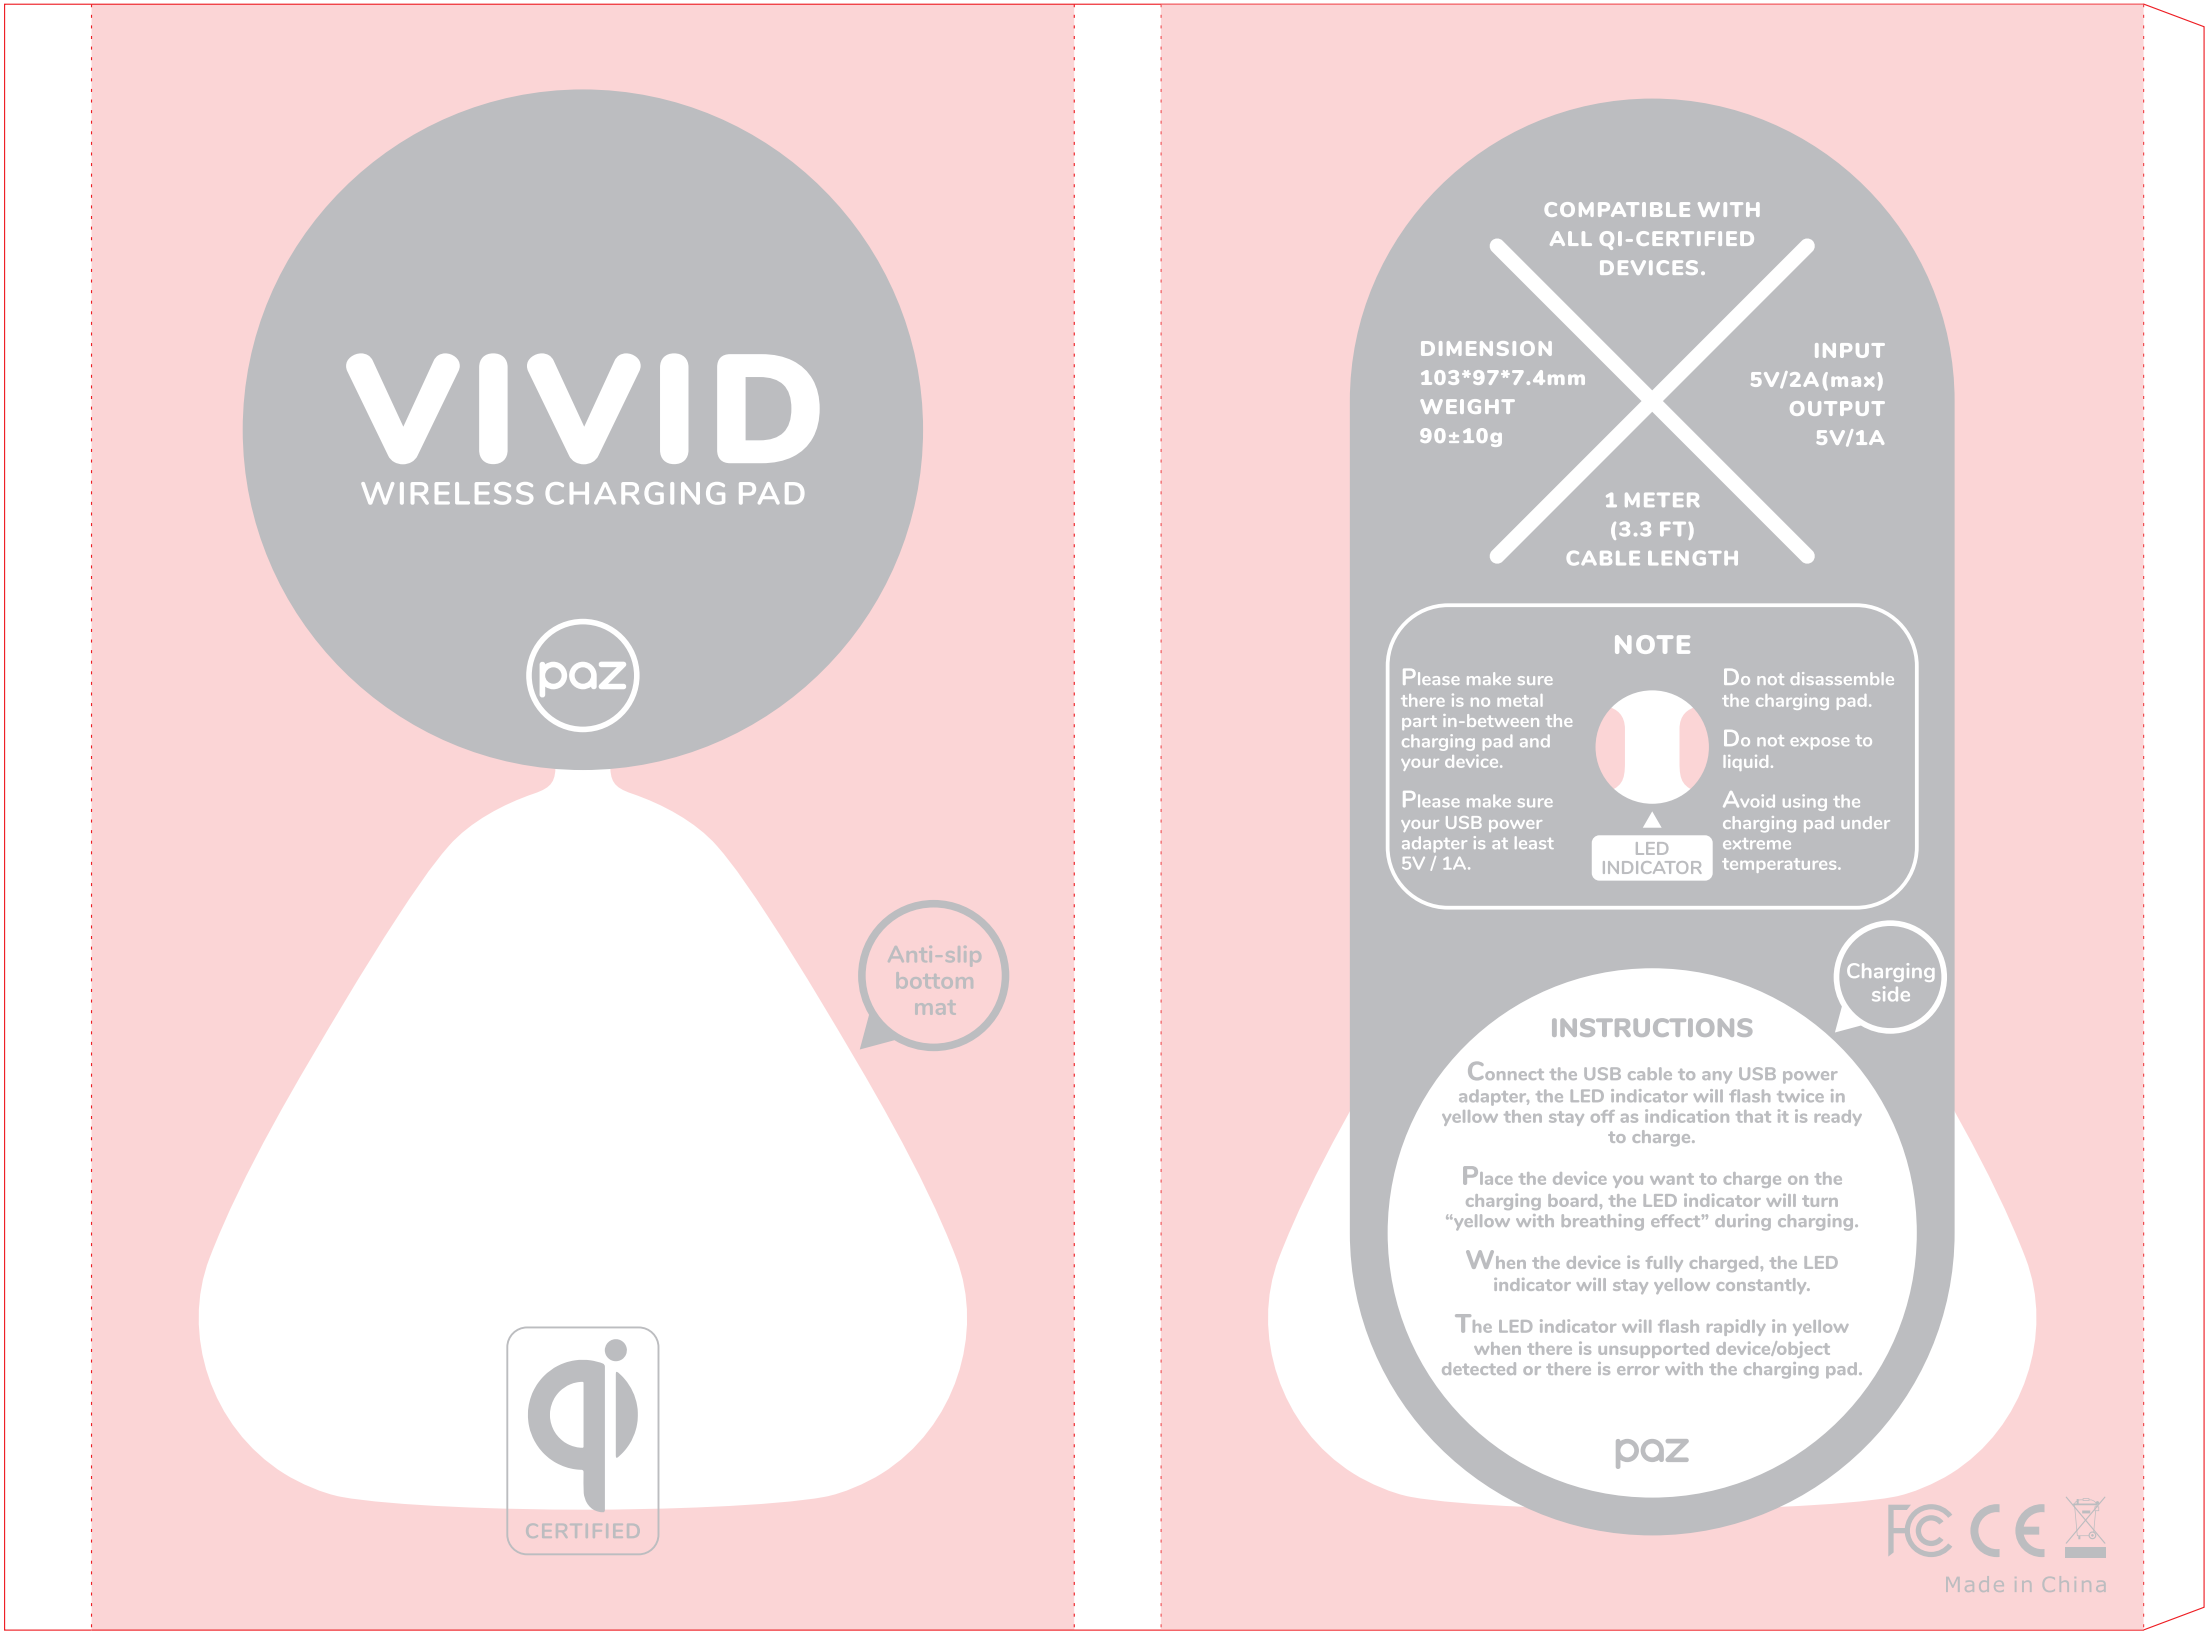 VIVID
WIRELESS CHARGING PAD
paz
Anti-slip
bottom
mat
qi
CERTIFIED
COMPATIBLE WITH
ALL QI-CERTIFIED
DEVICES.
DIMENSION
103*97*7.4mm
WEIGHT
90±10g
INPUT
5V/2A(max)
OUTPUT
5V/1A
1 METER
(3.3 FT)
CABLE LENGTH
NOTE
Please make sure
there is no metal
part in-between the
charging pad and
your device.
Please make sure
your USB power
adapter is at least
5V / 1A.
LED
INDICATOR
Do not disassemble
the charging pad.
Do not expose to
liquid.
Avoid using the
charging pad under
extreme
temperatures.
Charging
side
INSTRUCTIONS
Connect the USB cable to any USB power
adapter, the LED indicator will flash twice in
yellow then stay off as indication that it is ready
to charge.
Place the device you want to charge on the
charging board, the LED indicator will turn
“yellow with breathing effect” during charging.
When the device is fully charged, the LED
indicator will stay yellow constantly.
The LED indicator will flash rapidly in yellow
when there is unsupported device/object
detected or there is error with the charging pad.
paz
FC CE
Made in China